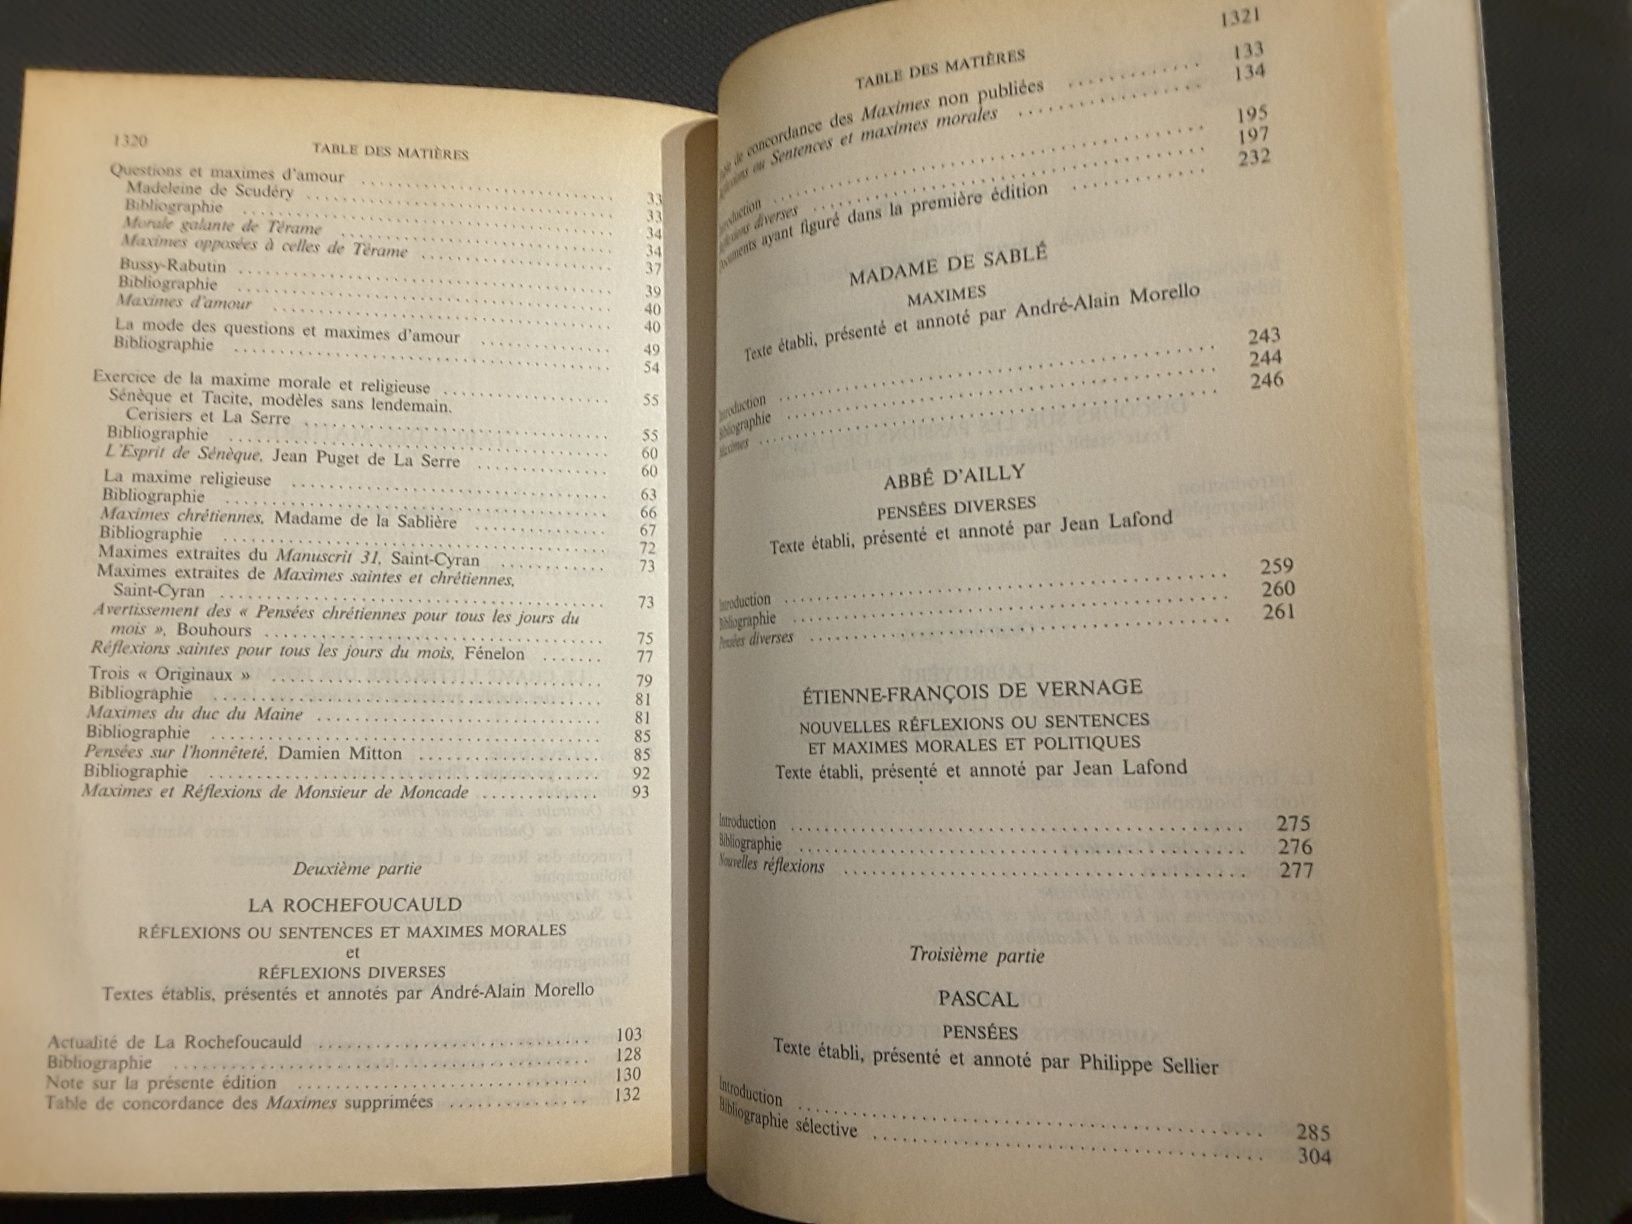 1320
TABLE DES MATIÈRES
Questions et maximes d'amour . . . . . . . . . . 33
Madeleine de Scudéry . . . . . . . . . . 33
Bibliographie . . . . . . . . . . 34
Morale galante de Térame . . . . . . . . . . 34
Maximes opposées à celles de Térame . . . . . . . . . . 37
Bussy-Rabutin . . . . . . . . . . 39
Bibliographie . . . . . . . . . . 40
Maximes d'amour . . . . . . . . . . 40
La mode des questions et maximes d'amour . . . . . . . . . . 49
Bibliographie . . . . . . . . . . 54
Exercice de la maxime morale et religieuse . . . . . . . . . . 55
Sénèque et Tacite, modèles sans lendemain.
Cerisiers et La Serre . . . . . . . . . . 55
Bibliographie . . . . . . . . . . 60
L'Esprit de Sénèque, Jean Puget de La Serre . . . . . . . . . . 60
La maxime religieuse . . . . . . . . . . 63
Bibliographie . . . . . . . . . . 66
Maximes chrétiennes, Madame de la Sablière . . . . . . . . . . 67
Bibliographie . . . . . . . . . . 72
Maximes extraites du Manuscrit 31, Saint-Cyran . . . . . . . . . . 73
Maximes extraites de Maximes saintes et chrétiennes,
Saint-Cyran . . . . . . . . . . 73
Avertissement des « Pensées chrétiennes pour tous les jours du
mois », Bouhours . . . . . . . . . . 75
Réflexions saintes pour tous les jours du mois, Fénelon . . . . . . . 77
Trois « Originaux » . . . . . . . . . . 79
Bibliographie . . . . . . . . . . 81
Maximes du duc du Maine . . . . . . . . . . 81
Bibliographie . . . . . . . . . . 85
Pensées sur l'honnêteté, Damien Mitton . . . . . . . . . . 85
Bibliographie . . . . . . . . . . 92
Maximes et Réflexions de Monsieur de Moncade . . . . . . . . . . 93
Deuxième partie
LA ROCHEFOUCAULD
RÉFLEXIONS OU SENTENCES ET MAXIMES MORALES
et
RÉFLEXIONS DIVERSES
Textes établis, présentés et annotés par André-Alain Morello
Actualité de La Rochefoucauld . . . . . . . . . . 103
Bibliographie . . . . . . . . . . 128
Note sur la présente édition . . . . . . . . . . 130
Table de concordance des Maximes supprimées . . . . . . . . . . 132
1321
TABLE DES MATIÈRES
de concordance des Maximes non publiées . . . . . . . . . . 133
ou Sentences et maximes morales . . . . . . . . . . 134
Introduction . . . . . . . . . . 195
Réflexions diverses . . . . . . . . . . 197
Documents ayant figuré dans la première édition . . . . . . . . . . 232
MADAME DE SABLÉ
MAXIMES
Texte établi, présenté et annoté par André-Alain Morello
Introduction . . . . . . . . . . 243
Bibliographie . . . . . . . . . . 244
Maximes . . . . . . . . . . 246
ABBÉ D'AILLY
PENSÉES DIVERSES
Texte établi, présenté et annoté par Jean Lafond
Introduction . . . . . . . . . . 259
Bibliographie . . . . . . . . . . 260
Pensées diverses . . . . . . . . . . 261
ÉTIENNE-FRANÇOIS DE VERNAGE
NOUVELLES RÉFLEXIONS OU SENTENCES
ET MAXIMES MORALES ET POLITIQUES
Texte établi, présenté et annoté par Jean Lafond
Introduction . . . . . . . . . . 275
Bibliographie . . . . . . . . . . 276
Nouvelles réflexions . . . . . . . . . . 277
Troisième partie
PASCAL
PENSÉES
Texte établi, présenté et annoté par Philippe Sellier
Introduction . . . . . . . . . . 285
Bibliographie sélective . . . . . . . . . . 304